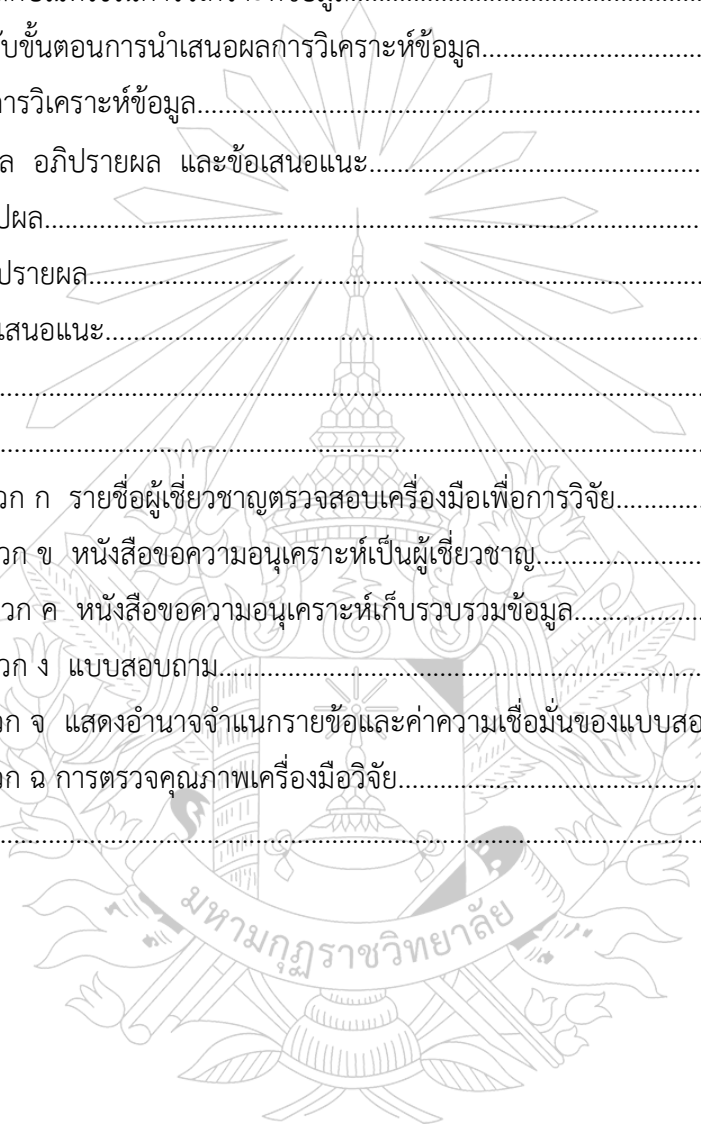 ับขั้นตอนการนำเสนอผลการวิเคราะห์ข้อมูล
การวิเคราะห์ข้อมูล
ล อภิปรายผล และข้อเสนอแนะ
ปผล
ปรายผล
เสนอแนะ
วก ก รายชื่อผู้เชี่ยวชาญตรวจสอบเครื่องมือเพื่อการวิจัย
วก ข หนังสือขอความอนุเคราะห์เป็นผู้เชี่ยวชาญ
วก ค หนังสือขอความอนุเคราะห์เก็บรวบรวมข้อมูล
วก ง แบบสอบถาม
วก จ แสดงอำนาจจำแนกรายข้อและค่าความเชื่อมั่นของแบบสอ
วก ฉ การตรวจคุณภาพเครื่องมือวิจัย
มหามกุฏราชวิทยาลัย